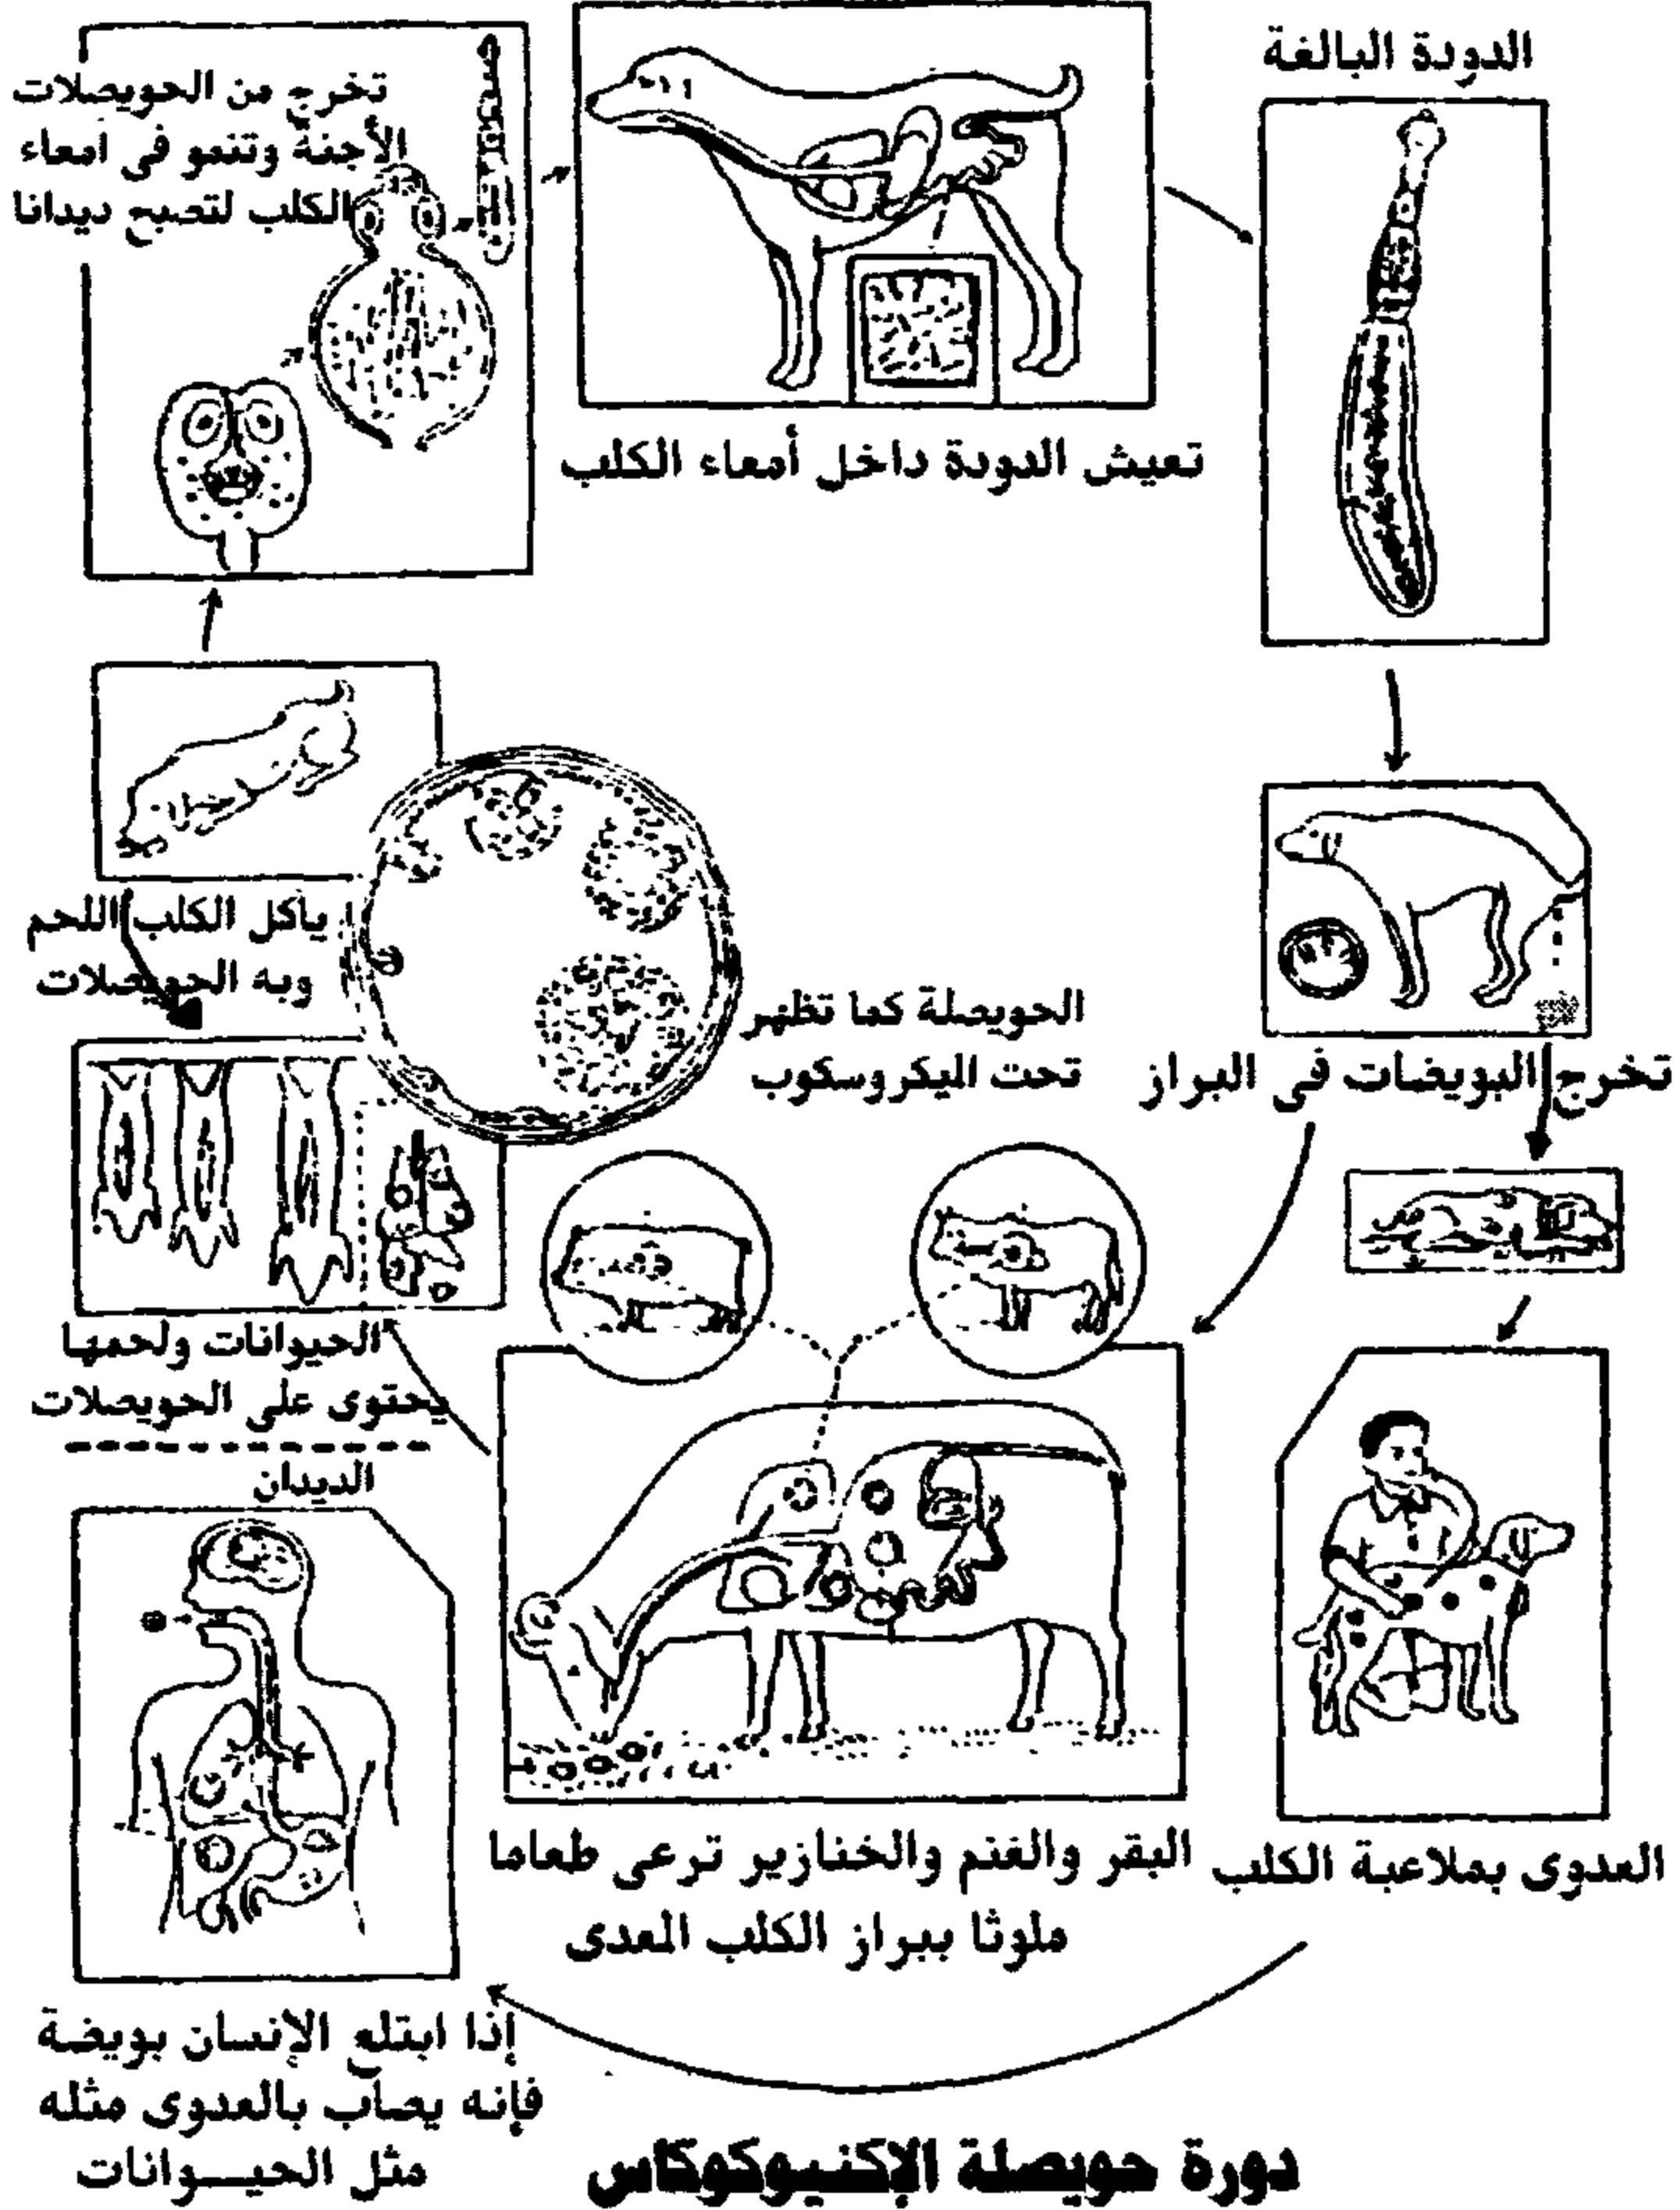 الدودة البالغة
تخرج من الحويصلات
الأجنة وتنمو فى امعاء
الكلب لتصبح ديدانا
تعيش الدودة داخل أمعاء الكلب
يأكل الكلب اللحم
وبه الحويصلات
الحويصلة كما تظهر
تحت الميكروسكوب
تخرج البويضات فى البراز
الحيوانات ولحمها
يحتوى على الحويصلات
الديدان
العدوى بملاعبة الكلب
البقر والغنم والخنازير ترعى طعاما
ملوثا ببراز الكلب المعدى
إذا ابتلع الإنسان بويضة
فإنه يصاب بالعدوى مثله
مثل الحيـــوانات
دورة حويصلة الإكنيوكوكاس